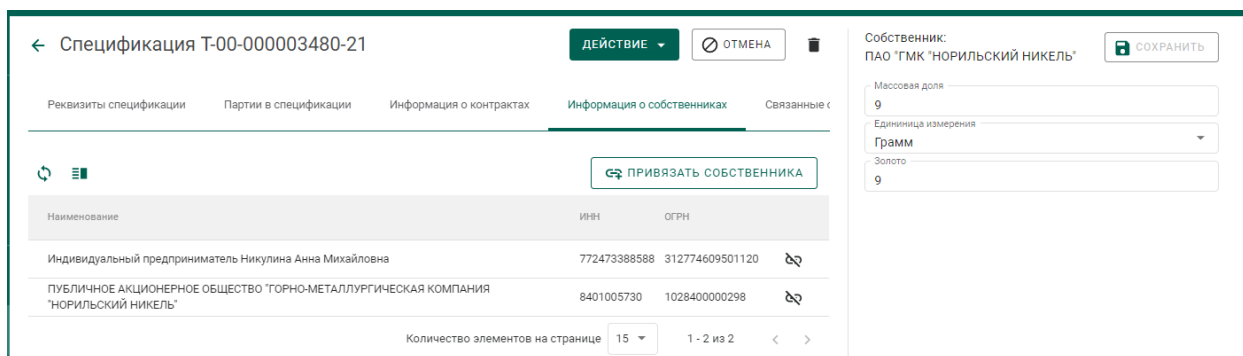 Спецификация Т-00-000003480-21
ДЕЙСТВИЕ
ОТМЕНА
Реквизиты спецификации
Партии в спецификации
Информация о контрактах
Информация о собственниках
Связанные
ПРИВЯЗАТЬ СОБСТВЕННИКА
Наименование
ИНН
ОГРН
Индивидуальный предприниматель Никулина Анна Михайловна
772473388588
312774609501120
ПУБЛИЧНОЕ АКЦИОНЕРНОЕ ОБЩЕСТВО "ГОРНО-МЕТАЛЛУРГИЧЕСКАЯ КОМПАНИЯ
"НОРИЛЬСКИЙ НИКЕЛЬ"
8401005730
1028400000298
Количество элементов на странице
15
1 - 2 из 2
Собственник:
ПАО "ГМК "НОРИЛЬСКИЙ НИКЕЛЬ"
СОХРАНИТЬ
Массовая доля
9
Едининица измерения
Грамм
Золото
9